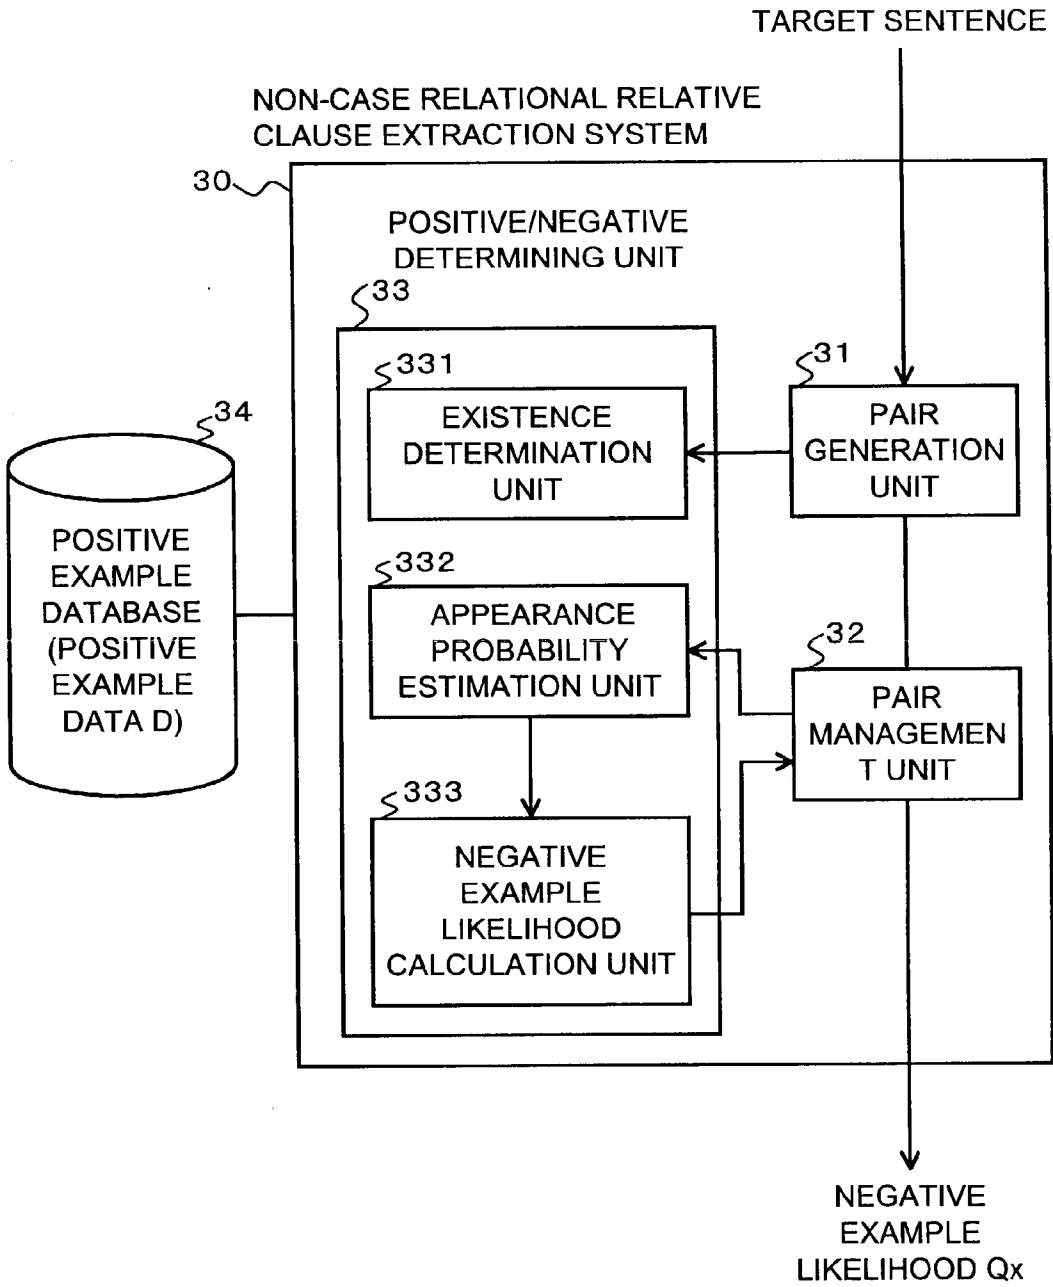 TARGET SENTENCE
NON-CASE RELATIONAL RELATIVE
CLAUSE EXTRACTION SYSTEM
30
POSITIVE/NEGATIVE
DETERMINING UNIT
33
331
EXISTENCE
DETERMINATION
UNIT
31
PAIR
GENERATION
UNIT
34
POSITIVE
EXAMPLE
DATABASE
(POSITIVE
EXAMPLE
DATA D)
332
APPEARANCE
PROBABILITY
ESTIMATION UNIT
32
PAIR
MANAGEMEN
T UNIT
333
NEGATIVE
EXAMPLE
LIKELIHOOD
CALCULATION UNIT
NEGATIVE
EXAMPLE
LIKELIHOOD Qx